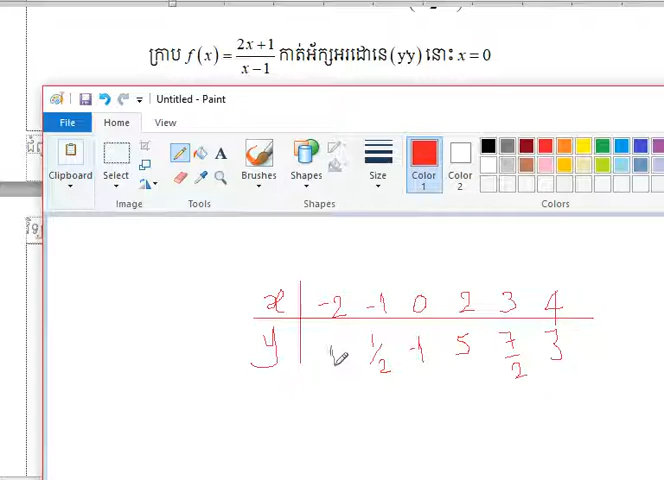 ក្រាប f(x) = (2x+1)/(x−1) កាត់អ័ក្សអរដោនេ (y'y) នោះ x = 0
Untitled - Paint
File Home View
Clipboard Select Brushes Shapes Size Color 1 Color 2
Image Tools Shapes Colors
x -2 -1 0 2 3 4
y 1/2 -1 5 7/2 3